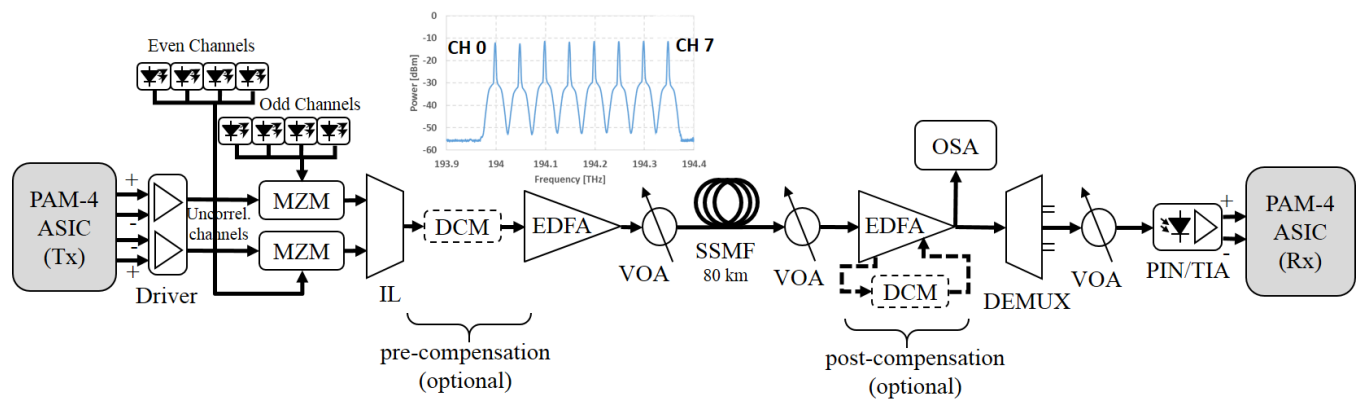 Even Channels
Odd Channels
CH 0
CH 7
Power [dBm]
0
-10
-20
-30
-40
-50
-60
193.9
194
194.1
194.2
194.3
194.4
Frequency [THz]
PAM-4
ASIC
(Tx)
+
-
-
+
Driver
Uncorrel.
channels
MZM
MZM
IL
DCM
EDFA
VOA
SSMF
80 km
VOA
EDFA
DCM
OSA
DEMUX
VOA
PIN/TIA
+
-
PAM-4
ASIC
(Rx)
pre-compensation
(optional)
post-compensation
(optional)